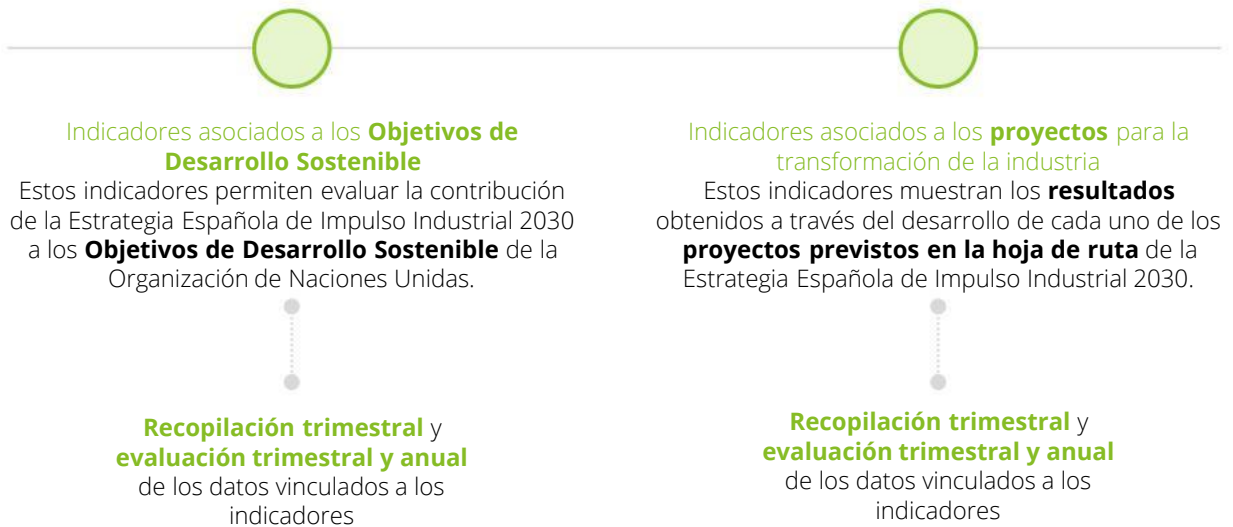 Indicadores asociados a los Objetivos de
Desarrollo Sostenible
Estos indicadores permiten evaluar la contribución
de la Estrategia Española de Impulso Industrial 2030
a los Objetivos de Desarrollo Sostenible de la
Organización de Naciones Unidas.
Recopilación trimestral y
evaluación trimestral y anual
de los datos vinculados a los
indicadores
Indicadores asociados a los proyectos para la
transformación de la industria
Estos indicadores muestran los resultados
obtenidos a través del desarrollo de cada uno de los
proyectos previstos en la hoja de ruta de la
Estrategia Española de Impulso Industrial 2030.
Recopilación trimestral y
evaluación trimestral y anual
de los datos vinculados a los
indicadores